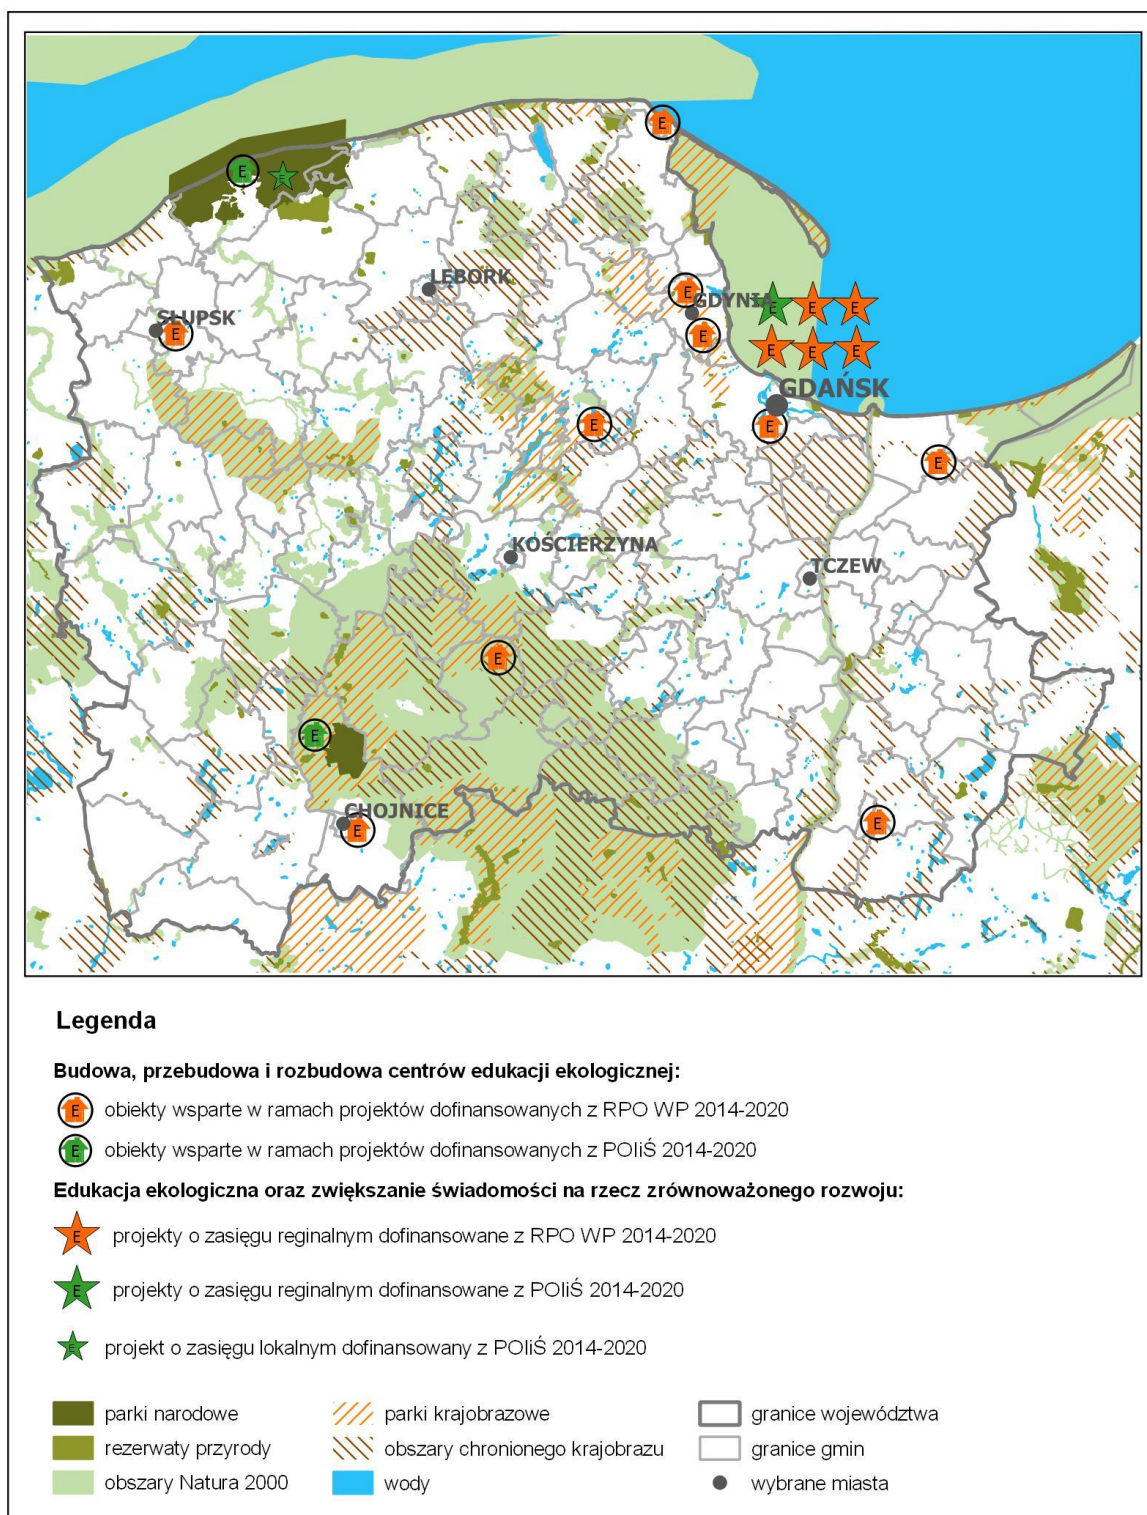 E
E
E
LĘBORK
E
GDYNIA
E
E
E
SŁUPSK
E
E
E
E
E
GDAŃSK
E
E
E
KOŚCIERZYNA
TCZEW
E
E
CHOJNICE
E
E
Legenda
Budowa, przebudowa i rozbudowa centrów edukacji ekologicznej:
E obiekty wsparte w ramach projektów dofinansowanych z RPO WP 2014-2020
E obiekty wsparte w ramach projektów dofinansowanych z POIiŚ 2014-2020
Edukacja ekologiczna oraz zwiększanie świadomości na rzecz zrównoważonego rozwoju:
E projekty o zasięgu reginalnym dofinansowane z RPO WP 2014-2020
E projekty o zasięgu reginalnym dofinansowane z POIiŚ 2014-2020
E projekt o zasięgu lokalnym dofinansowany z POIiŚ 2014-2020
parki narodowe
rezerwaty przyrody
obszary Natura 2000
parki krajobrazowe
obszary chronionego krajobrazu
wody
granice województwa
granice gmin
wybrane miasta